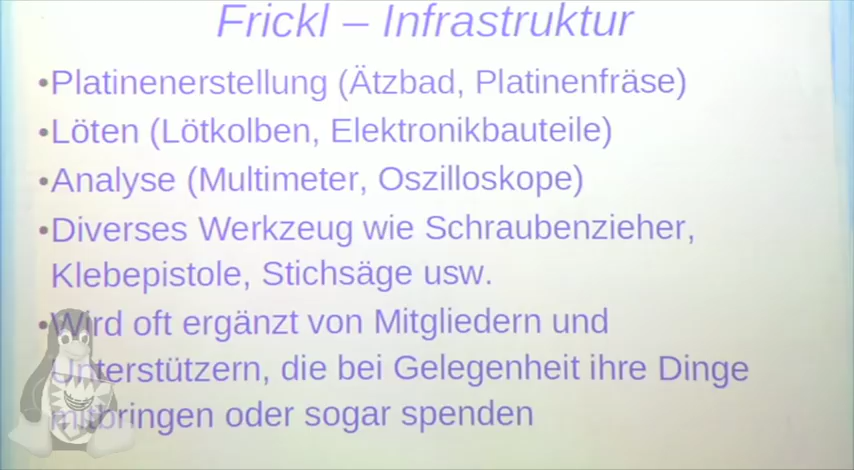 Frickl – Infrastruktur
•Platinenerstellung (Ätzbad, Platinenfräse)
•Löten (Lötkolben, Elektronikbauteile)
•Analyse (Multimeter, Oszilloskope)
•Diverses Werkzeug wie Schraubenzieher,
Klebepistole, Stichsäge usw.
•Wird oft ergänzt von Mitgliedern und
Unterstützern, die bei Gelegenheit ihre Dinge
mitbringen oder sogar spenden